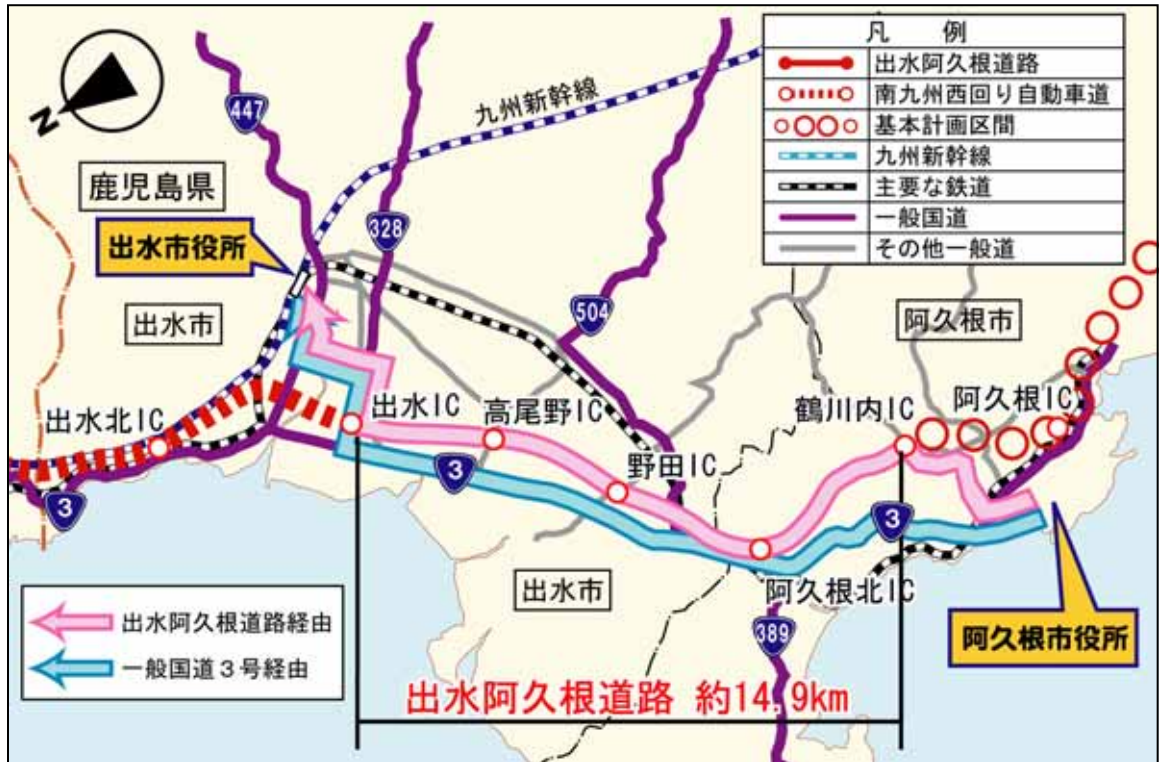 N
凡　例
出水阿久根道路
南九州西回り自動車道
基本計画区間
九州新幹線
主要な鉄道
一般国道
その他一般道
447
九州新幹線
鹿児島県
328
出水市役所
504
出水市
阿久根市
出水北IC
出水IC
高尾野IC
鶴川内IC
阿久根IC
野田IC
3
3
3
出水市
阿久根北IC
出水阿久根道路経由
一般国道3号経由
389
阿久根市役所
出水阿久根道路 約14.9km